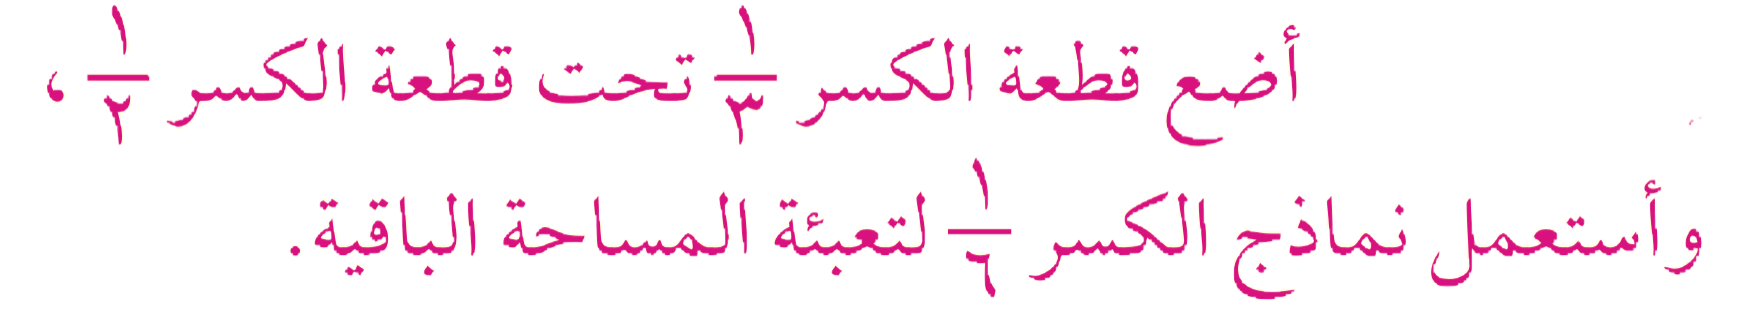 أضع قطعة الكسر ١/٣ تحت قطعة الكسر ١/٢ ،
وأستعمل نماذج الكسر ١/٦ لتعبئة المساحة الباقية.